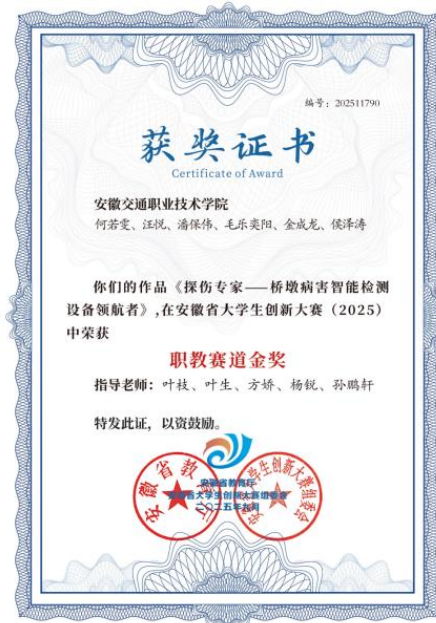 编号：202511790
获奖证书
Certificate of Award
安徽交通职业技术学院
何若雯、汪悦、潘保伟、毛乐奕阳、金成龙、侯泽涛
你们的作品《探伤专家——桥墩病害智能检测
设备领航者》,在安徽省大学生创新大赛（2025）
中荣获
职教赛道金奖
指导老师：叶枝、叶生、方娇、杨锐、孙鹏轩
特发此证，以资鼓励。
安徽省教育厅
安徽省大学生创新大赛组委会
二〇二五年九月